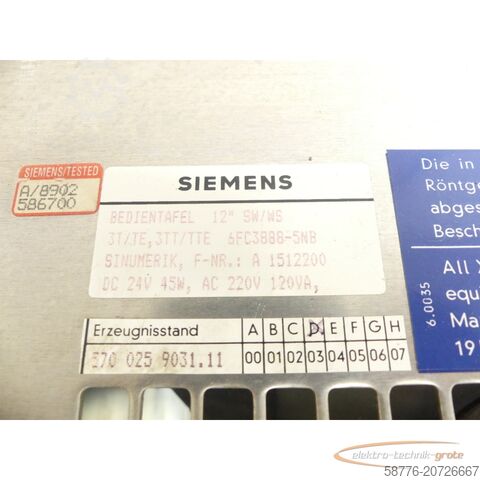 SIEMENS/TESTED
A/8902
586700
SIEMENS
BEDIENTAFEL 12" SW/WS
3T/TE,3TT/TTE 6FC3888-5NB
SINUMERIK, F-NR.: A 1512200
DC 24V 45W, AC 220V 120VA,
Erzeugnisstand A B C D E F G H
570 025 9031.11 00 01 02 03 04 05 06 07
Die in
Röntge
abges
Besch
All X
equi
Ma
19
6.0035
elektro-technik-grote
58776-20726667